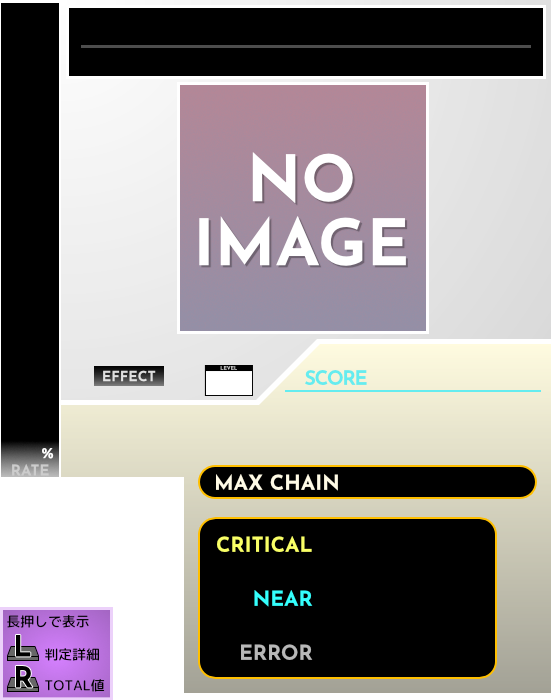 NO
IMAGE
EFFECT
LEVEL
SCORE
%
RATE
MAX CHAIN
CRITICAL
NEAR
ERROR
長押しで表示
L 判定詳細
R TOTAL値